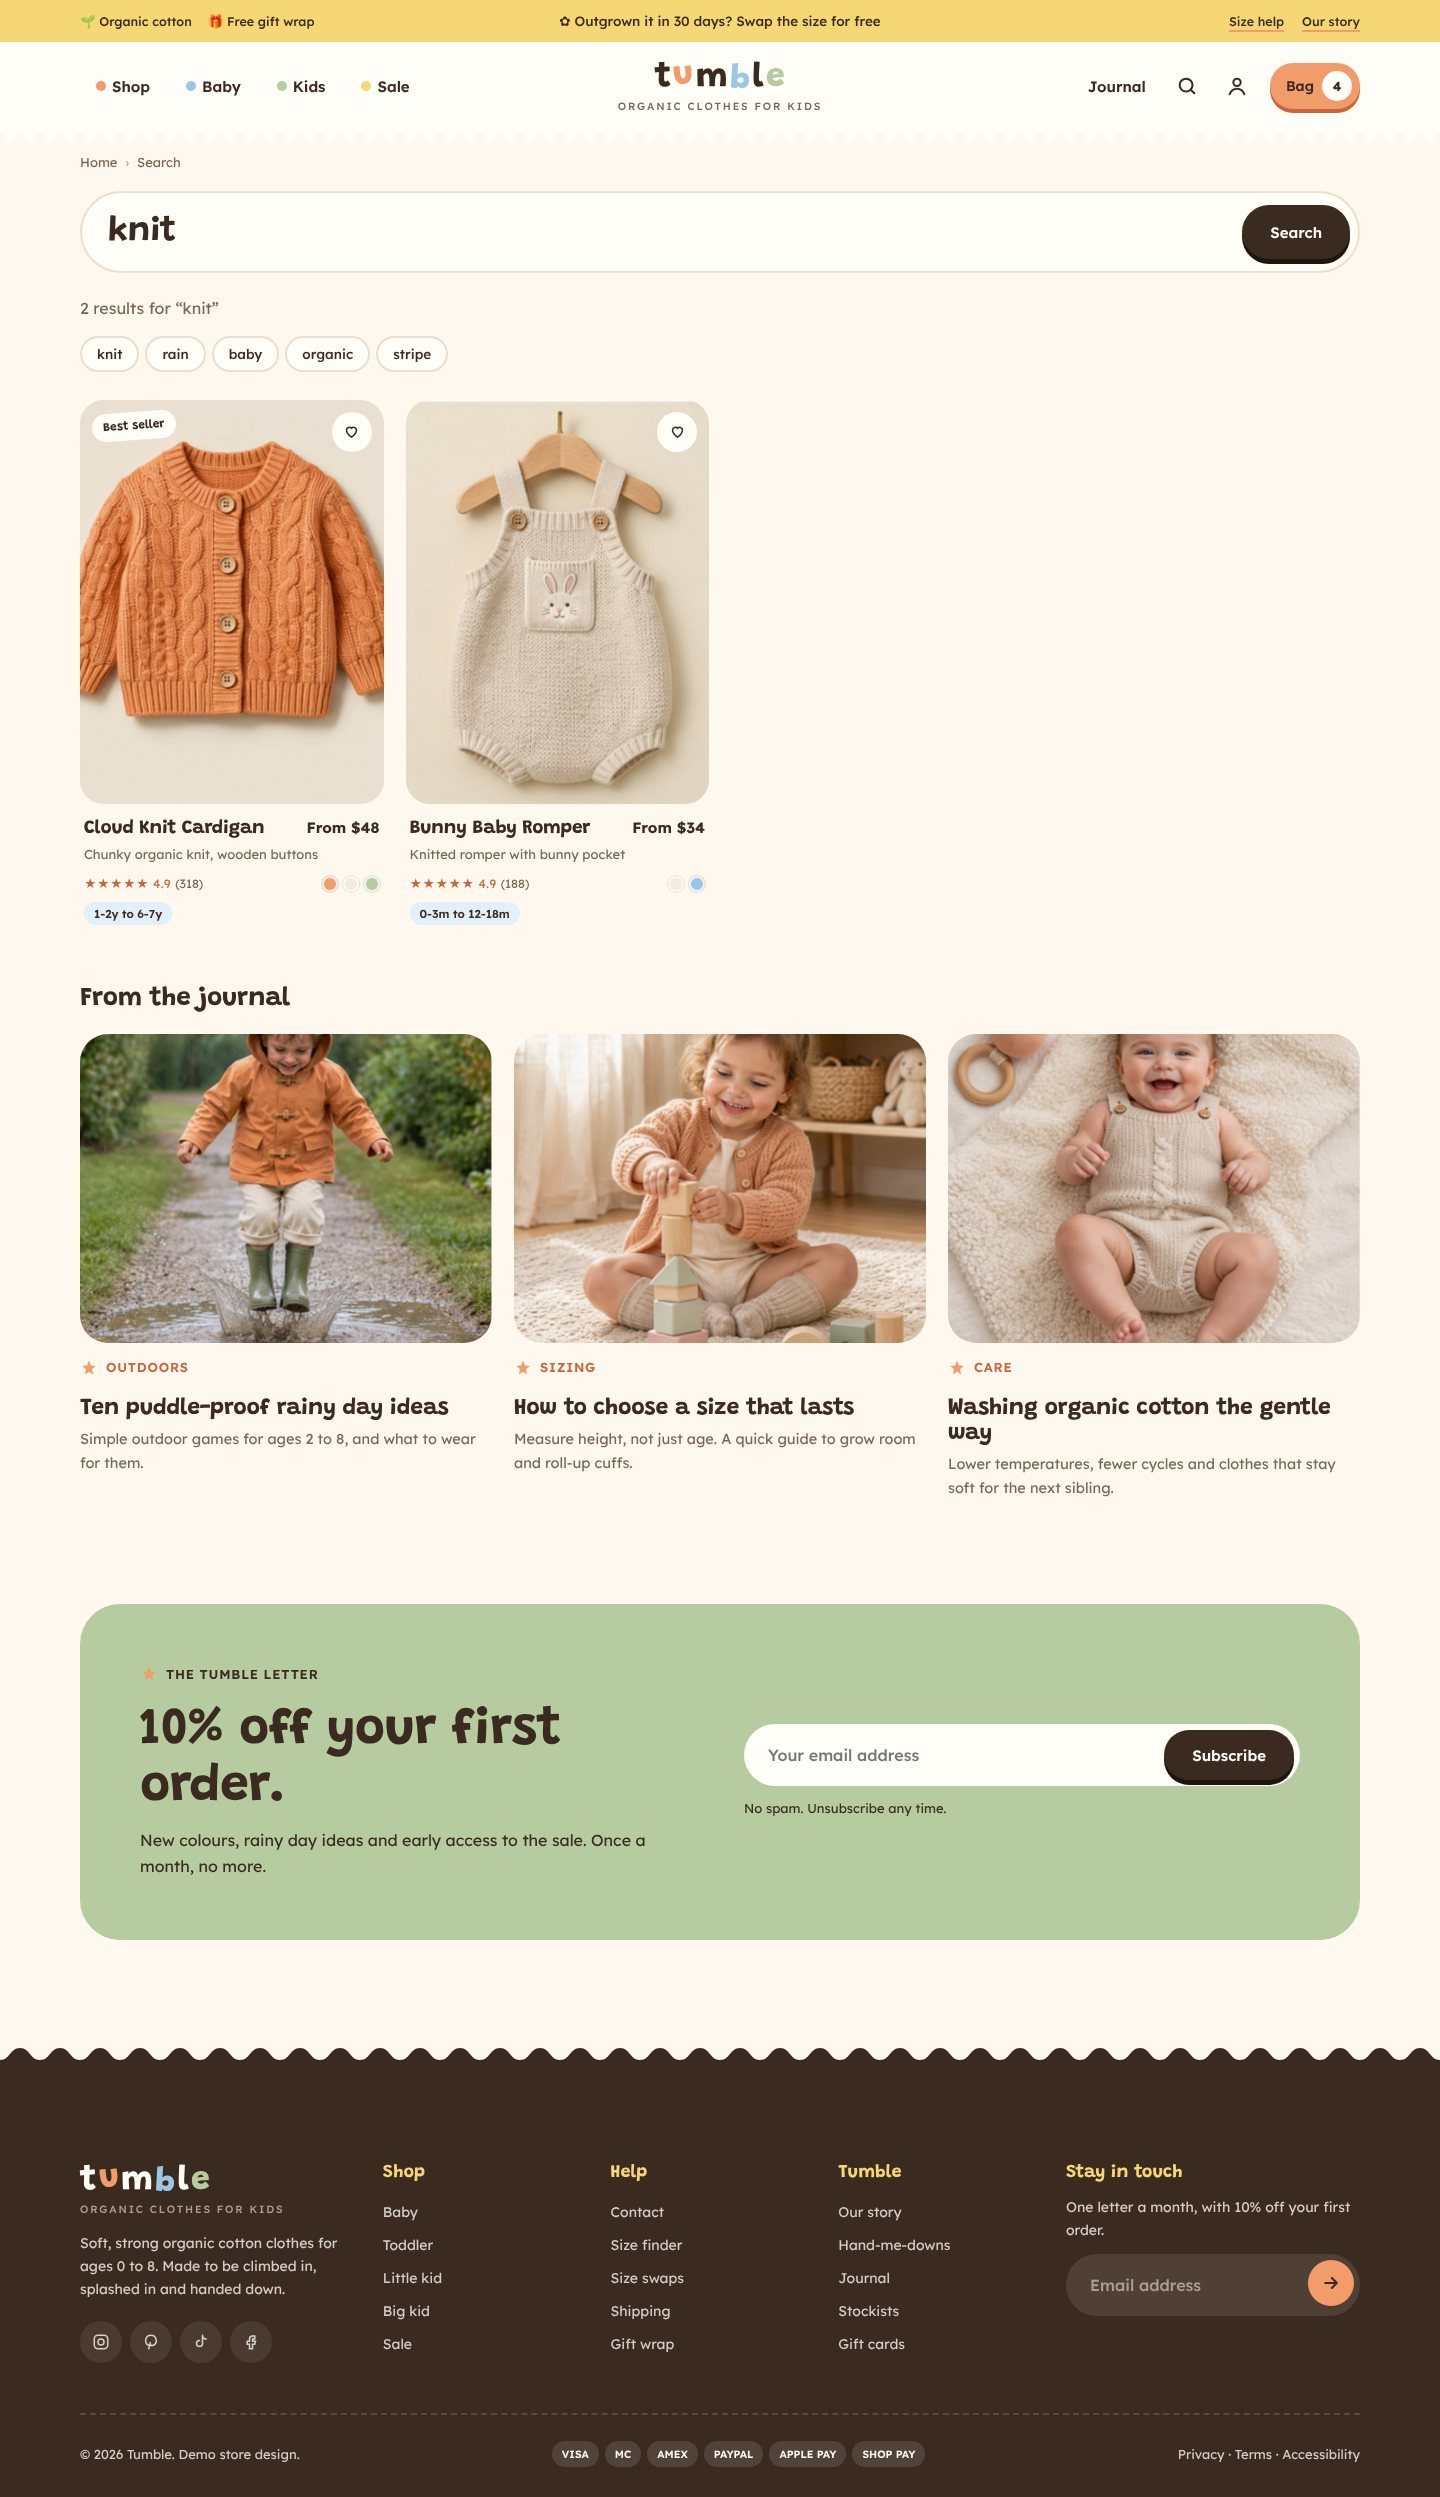 🌱 Organic cotton 🎁 Free gift wrap
✿ Outgrown it in 30 days? Swap the size for free
Size help Our story
Shop Baby Kids Sale
tumble
ORGANIC CLOTHES FOR KIDS
Journal
Bag 4
Home › Search
knit
Search
2 results for “knit”
knit rain baby organic stripe
Best seller
Cloud Knit Cardigan From $48
Chunky organic knit, wooden buttons
★★★★★ 4.9 (318)
1-2y to 6-7y
Bunny Baby Romper From $34
Knitted romper with bunny pocket
★★★★★ 4.9 (188)
0-3m to 12-18m
From the journal
OUTDOORS
Ten puddle-proof rainy day ideas
Simple outdoor games for ages 2 to 8, and what to wear
for them.
SIZING
How to choose a size that lasts
Measure height, not just age. A quick guide to grow room
and roll-up cuffs.
CARE
Washing organic cotton the gentle
way
Lower temperatures, fewer cycles and clothes that stay
soft for the next sibling.
THE TUMBLE LETTER
10% off your first
order.
New colours, rainy day ideas and early access to the sale. Once a
month, no more.
Your email address
Subscribe
No spam. Unsubscribe any time.
tumble
ORGANIC CLOTHES FOR KIDS
Soft, strong organic cotton clothes for
ages 0 to 8. Made to be climbed in,
splashed in and handed down.
Shop
Baby
Toddler
Little kid
Big kid
Sale
Help
Contact
Size finder
Size swaps
Shipping
Gift wrap
Tumble
Our story
Hand-me-downs
Journal
Stockists
Gift cards
Stay in touch
One letter a month, with 10% off your first
order.
Email address
© 2026 Tumble. Demo store design.
VISA MC AMEX PAYPAL APPLE PAY SHOP PAY
Privacy · Terms · Accessibility